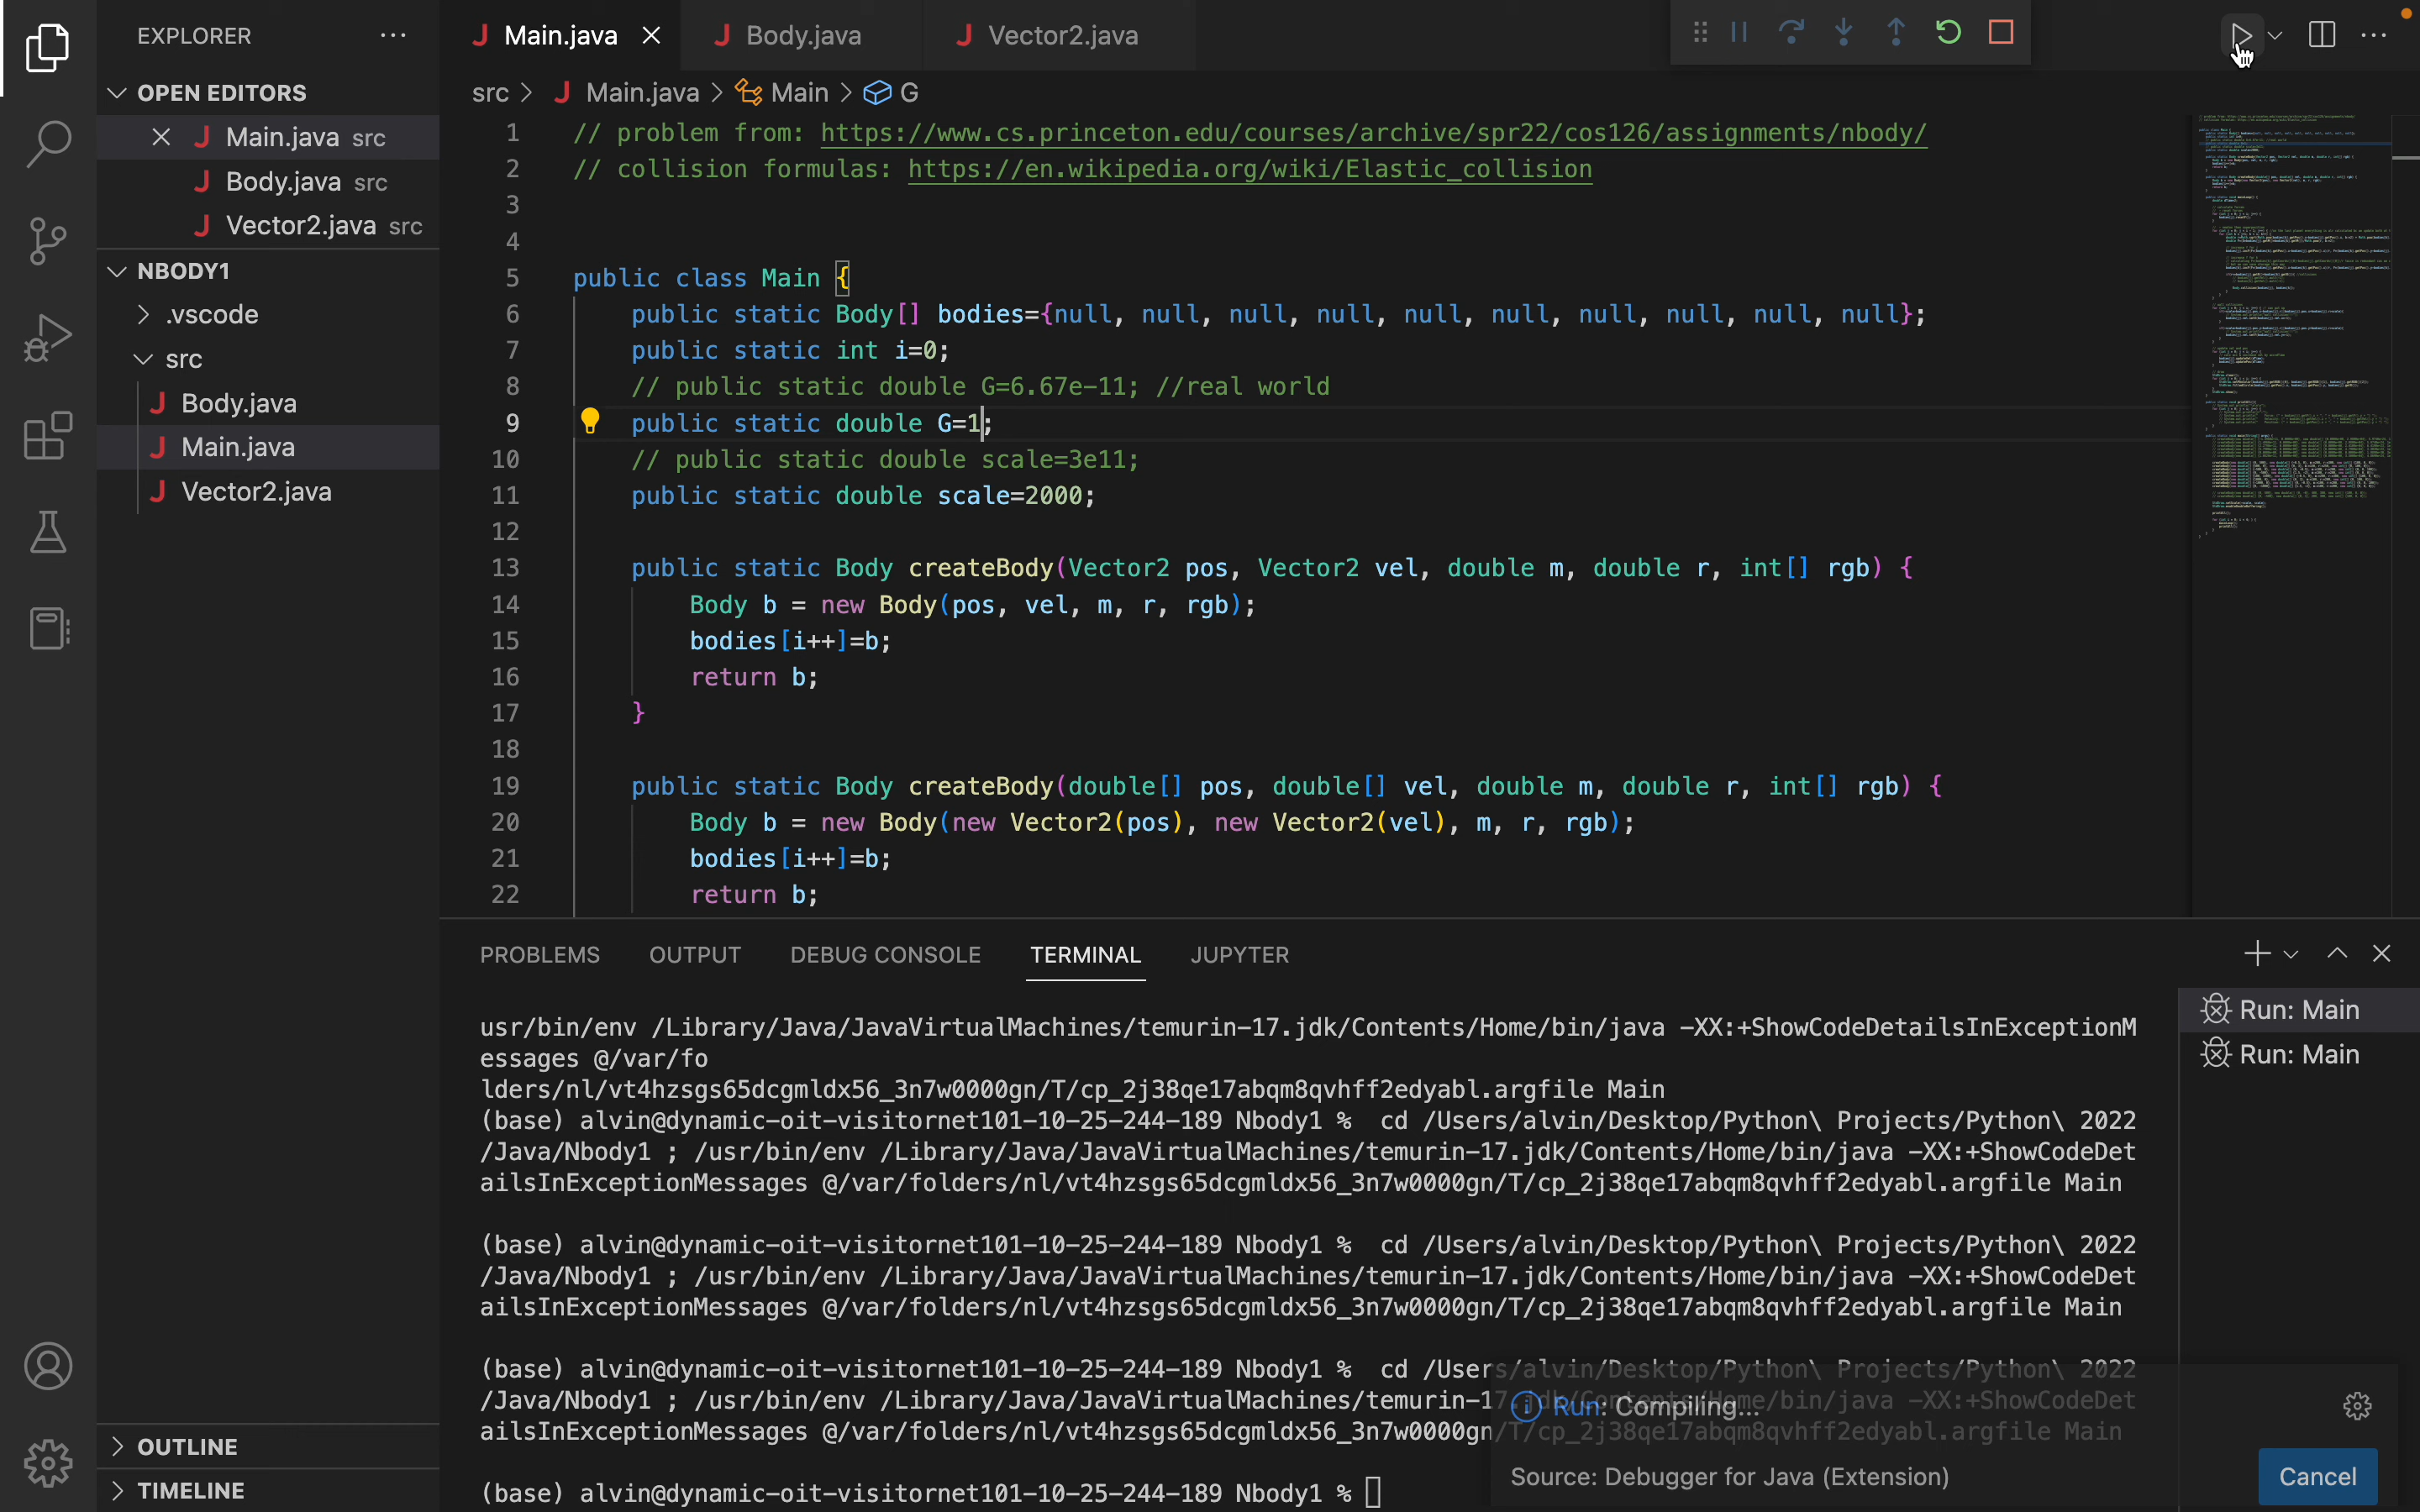 EXPLORER
OPEN EDITORS
Main.java src
Body.java src
Vector2.java src
NBODY1
.vscode
src
Body.java
Main.java
Vector2.java
OUTLINE
TIMELINE
Main.java
Body.java
Vector2.java
src > Main.java > Main > G
1 // problem from: https://www.cs.princeton.edu/courses/archive/spr22/cos126/assignments/nbody/
2 // collision formulas: https://en.wikipedia.org/wiki/Elastic_collision
3
4
5 public class Main {
6 public static Body[] bodies={null, null, null, null, null, null, null, null, null, null};
7 public static int i=0;
8 // public static double G=6.67e-11; //real world
9 public static double G=1;
10 // public static double scale=3e11;
11 public static double scale=2000;
12
13 public static Body createBody(Vector2 pos, Vector2 vel, double m, double r, int[] rgb) {
14 Body b = new Body(pos, vel, m, r, rgb);
15 bodies[i++]=b;
16 return b;
17 }
18
19 public static Body createBody(double[] pos, double[] vel, double m, double r, int[] rgb) {
20 Body b = new Body(new Vector2(pos), new Vector2(vel), m, r, rgb);
21 bodies[i++]=b;
22 return b;
PROBLEMS OUTPUT DEBUG CONSOLE TERMINAL JUPYTER
usr/bin/env /Library/Java/JavaVirtualMachines/temurin-17.jdk/Contents/Home/bin/java -XX:+ShowCodeDetailsInExceptionM
essages @/var/fo
lders/nl/vt4hzsgs65dcgmldx56_3n7w0000gn/T/cp_2j38qe17abqm8qvhff2edyabl.argfile Main
(base) alvin@dynamic-oit-visitornet101-10-25-244-189 Nbody1 % cd /Users/alvin/Desktop/Python\ Projects/Python\ 2022
/Java/Nbody1 ; /usr/bin/env /Library/Java/JavaVirtualMachines/temurin-17.jdk/Contents/Home/bin/java -XX:+ShowCodeDet
ailsInExceptionMessages @/var/folders/nl/vt4hzsgs65dcgmldx56_3n7w0000gn/T/cp_2j38qe17abqm8qvhff2edyabl.argfile Main
(base) alvin@dynamic-oit-visitornet101-10-25-244-189 Nbody1 % cd /Users/alvin/Desktop/Python\ Projects/Python\ 2022
/Java/Nbody1 ; /usr/bin/env /Library/Java/JavaVirtualMachines/temurin-17.jdk/Contents/Home/bin/java -XX:+ShowCodeDet
ailsInExceptionMessages @/var/folders/nl/vt4hzsgs65dcgmldx56_3n7w0000gn/T/cp_2j38qe17abqm8qvhff2edyabl.argfile Main
(base) alvin@dynamic-oit-visitornet101-10-25-244-189 Nbody1 % cd /Users/alvin/Desktop/Python\ Projects/Python\ 2022
/Java/Nbody1 ; /usr/bin/env /Library/Java/JavaVirtualMachines/temurin-17.jdk/Contents/Home/bin/java -XX:+ShowCodeDet
ailsInExceptionMessages @/var/folders/nl/vt4hzsgs65dcgmldx56_3n7w0000gn/T/cp_2j38qe17abqm8qvhff2edyabl.argfile Main
(base) alvin@dynamic-oit-visitornet101-10-25-244-189 Nbody1 %
Run: Main
Run: Main
Run: Compiling...
Source: Debugger for Java (Extension)
Cancel